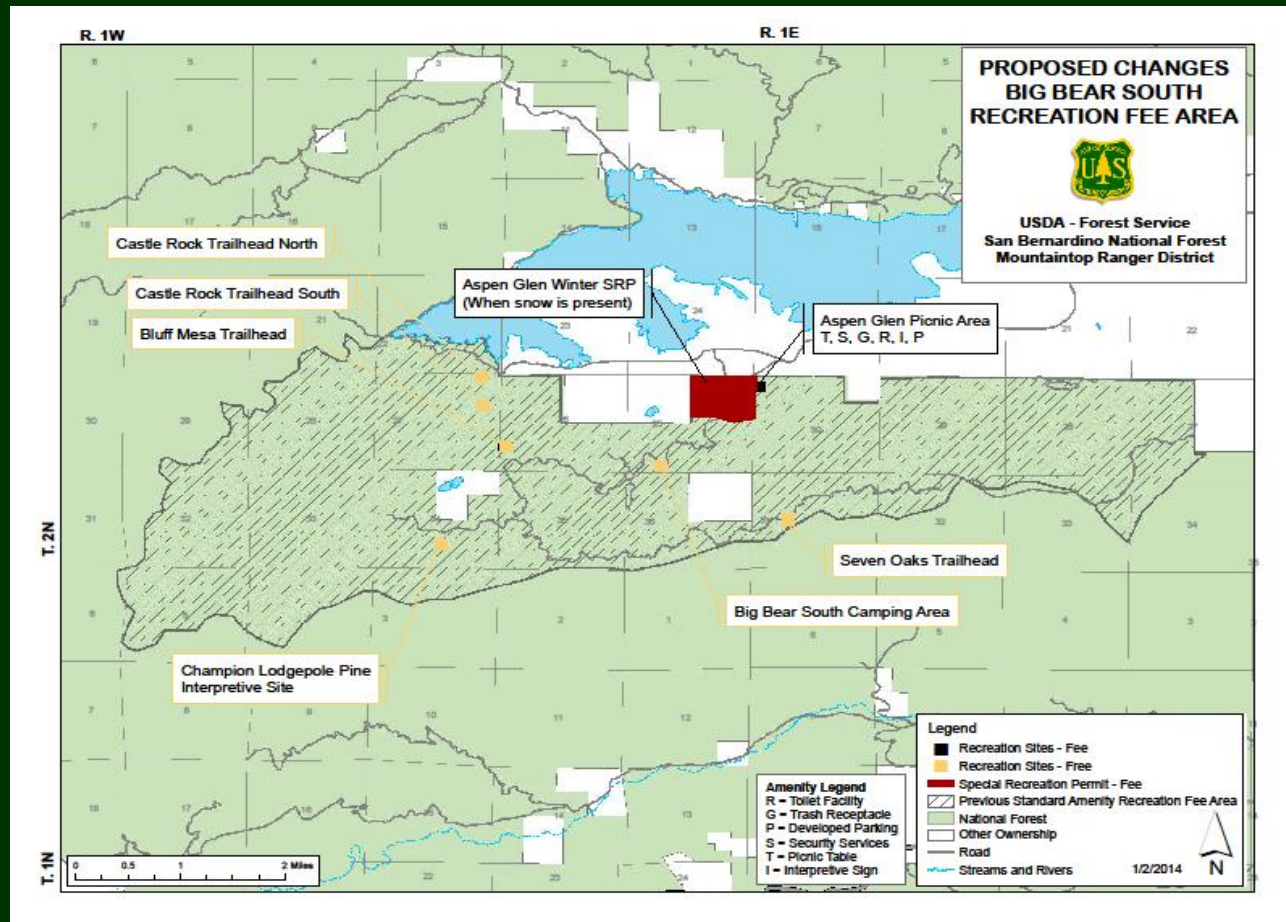 R. 1W
R. 1E
PROPOSED CHANGES
BIG BEAR SOUTH
RECREATION FEE AREA
US
USDA - Forest Service
San Bernardino National Forest
Mountaintop Ranger District
Castle Rock Trailhead North
Castle Rock Trailhead South
Bluff Mesa Trailhead
Aspen Glen Winter SRP
(When snow is present)
Aspen Glen Picnic Area
T, S, G, R, I, P
Seven Oaks Trailhead
Big Bear South Camping Area
Champion Lodgepole Pine
Interpretive Site
T. 2N
T. 1N
0 0.5 1 2 Miles
Amenity Legend
R = Toilet Facility
G = Trash Receptacle
P = Developed Parking
S = Security Services
T = Picnic Table
I = Interpretive Sign
Legend
Recreation Sites - Fee
Recreation Sites - Free
Special Recreation Permit - Fee
Previous Standard Amenity Recreation Fee Area
National Forest
Other Ownership
Road
Streams and Rivers
1/2/2014
N